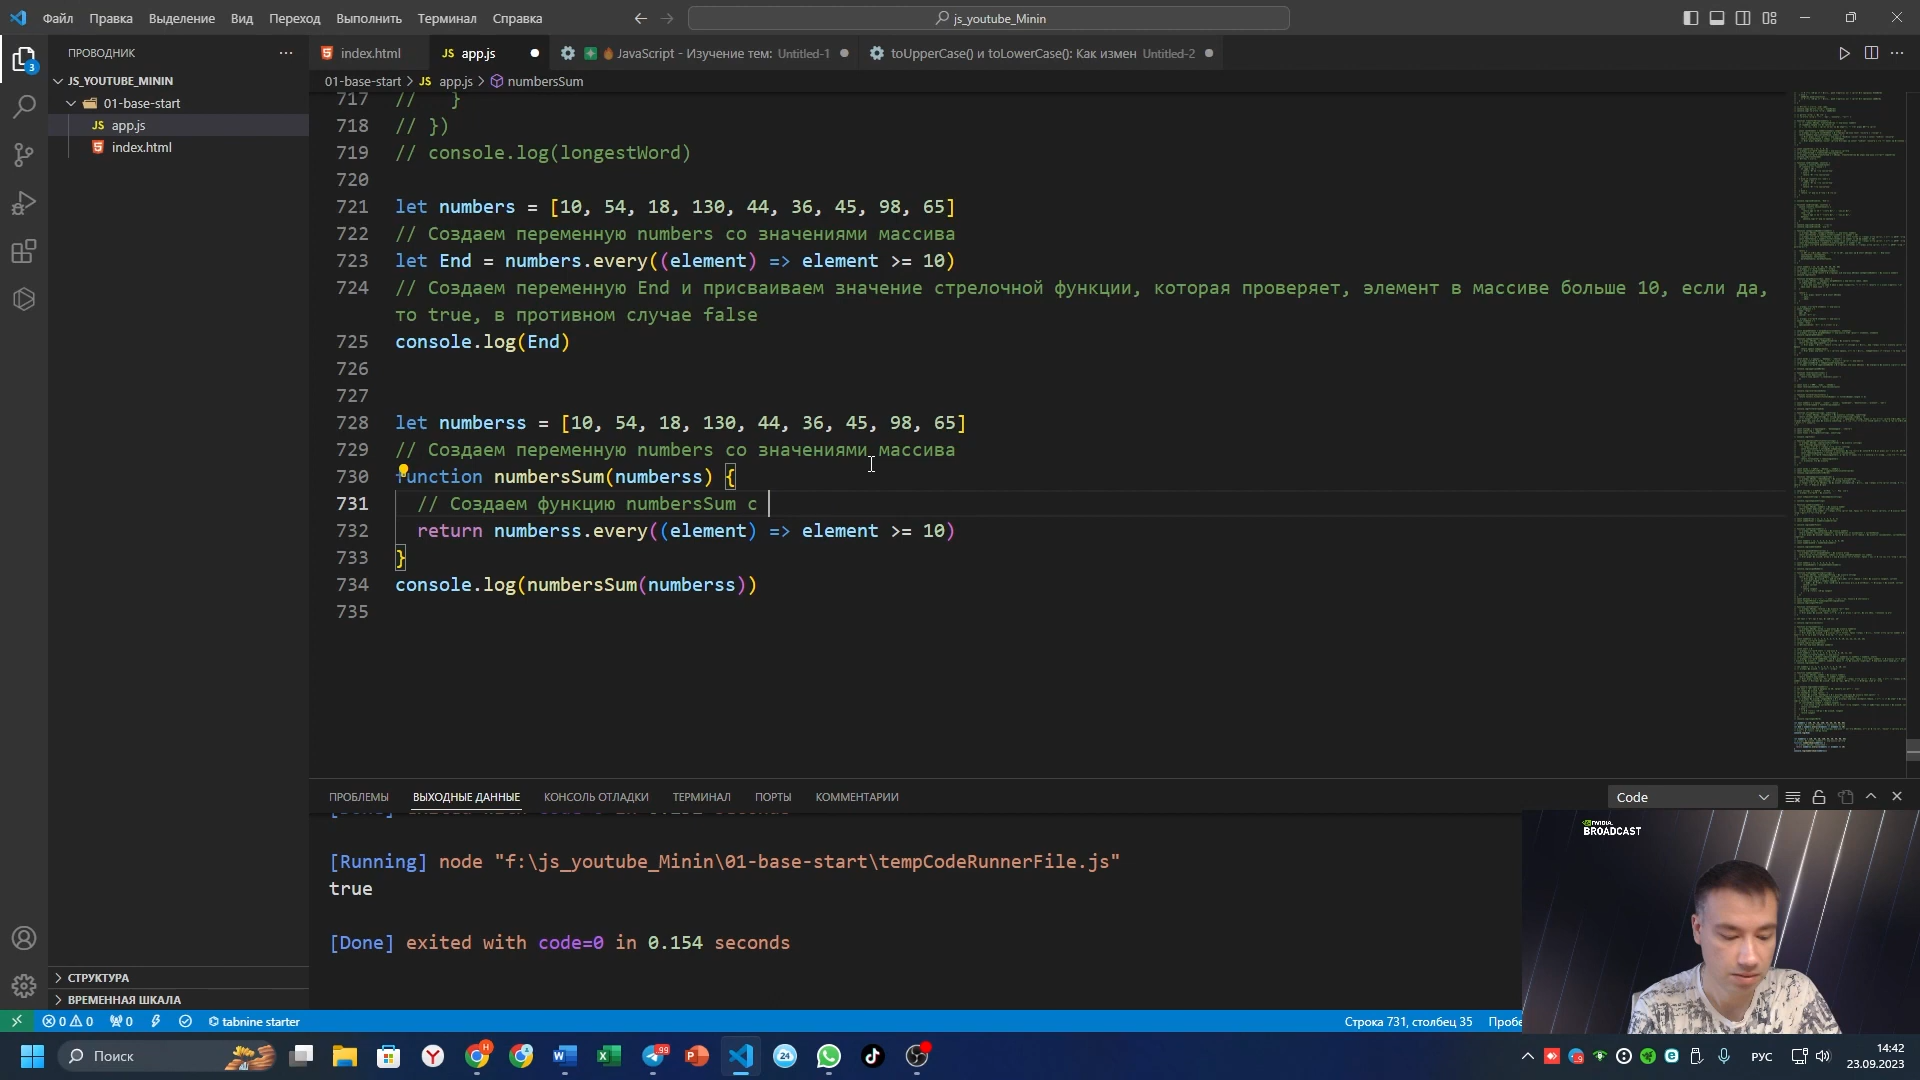 Файл Правка Выделение Вид Переход Выполнить Терминал Справка
js_youtube_Minin
ПРОВОДНИК
index.html
app.js
JavaScript - Изучение тем: Untitled-1
toUpperCase() и toLowerCase(): Как измен Untitled-2
01-base-start > JS app.js > numbersSum
3
JS_YOUTUBE_MININ
01-base-start
JS app.js
index.html
717 // }
718 // })
719 // console.log(longestWord)
720
721 let numbers = [10, 54, 18, 130, 44, 36, 45, 98, 65]
722 // Создаем переменную numbers со значениями массива
723 let End = numbers.every((element) => element >= 10)
724 // Создаем переменную End и присваиваем значение стрелочной функции, которая проверяет, элемент в массиве больше 10, если да,
то true, в противном случае false
725 console.log(End)
726
727
728 let numberss = [10, 54, 18, 130, 44, 36, 45, 98, 65]
729 // Создаем переменную numbers со значениями массива
730 function numbersSum(numberss) {
731 // Создаем функцию numbersSum с
732 return numberss.every((element) => element >= 10)
733 }
734 console.log(numbersSum(numberss))
735
ПРОБЛЕМЫ ВЫХОДНЫЕ ДАННЫЕ КОНСОЛЬ ОТЛАДКИ ТЕРМИНАЛ ПОРТЫ КОММЕНТАРИИ
Code
[Running] node "f:\js_youtube_Minin\01-base-start\tempCodeRunnerFile.js"
true
[Done] exited with code=0 in 0.154 seconds
NVIDIA.
BROADCAST
СТРУКТУРА
ВРЕМЕННАЯ ШКАЛА
0 0 0 tabnine starter
Строка 731, столбец 35
Поиск
99
24
РУС
14:42
23.09.2023